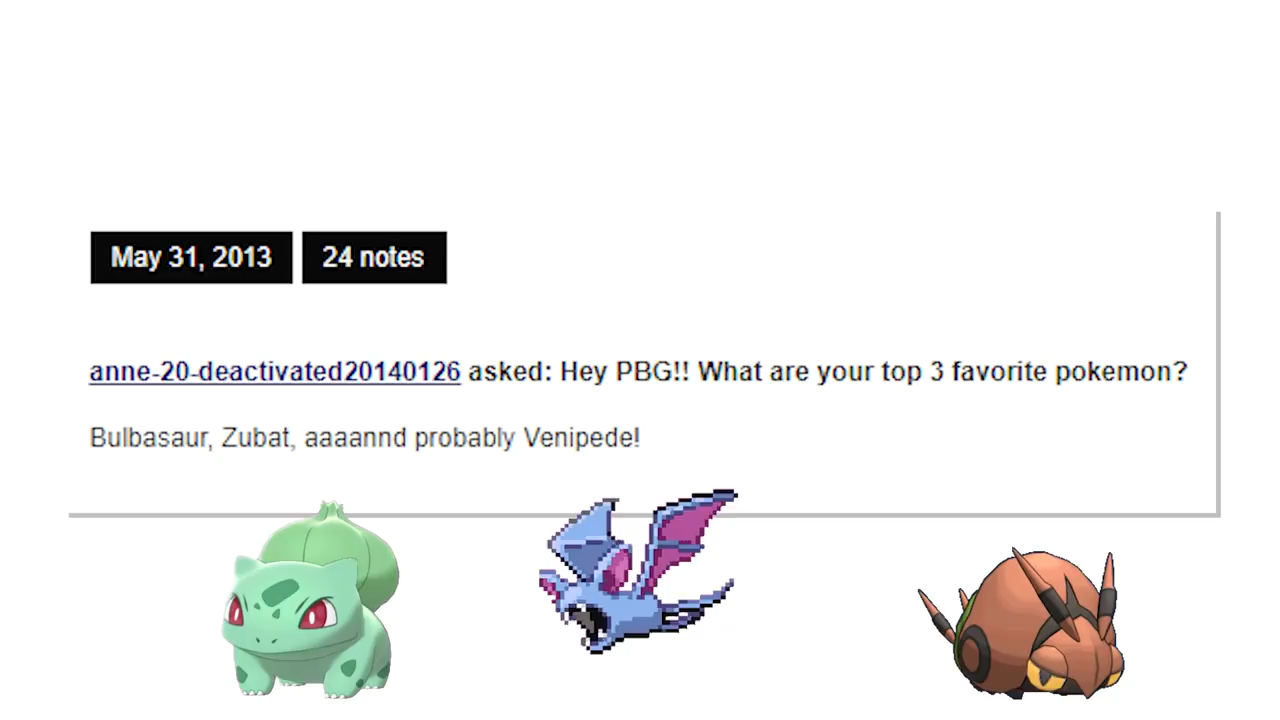 May 31, 2013 24 notes
anne-20-deactivated20140126 asked: Hey PBG!! What are your top 3 favorite pokemon?
Bulbasaur, Zubat, aaaannd probably Venipede!